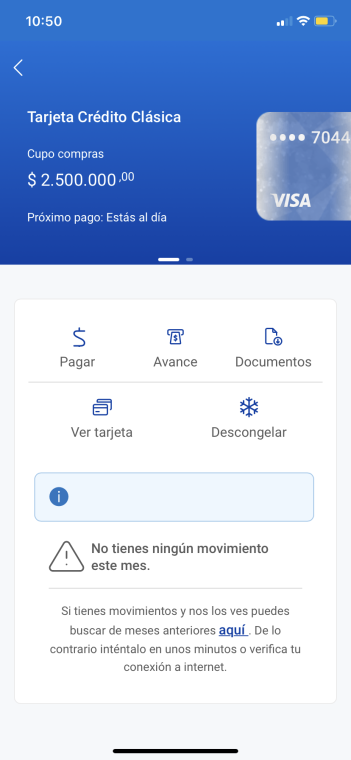 10:50
Tarjeta Crédito Clásica
Cupo compras
$ 2.500.000 ,00
Próximo pago: Estás al día
•••• 7044
VISA
Pagar
Avance
Documentos
Ver tarjeta
Descongelar
No tienes ningún movimiento
este mes.
Si tienes movimientos y nos los ves puedes
buscar de meses anteriores aquí . De lo
contrario inténtalo en unos minutos o verifica tu
conexión a internet.